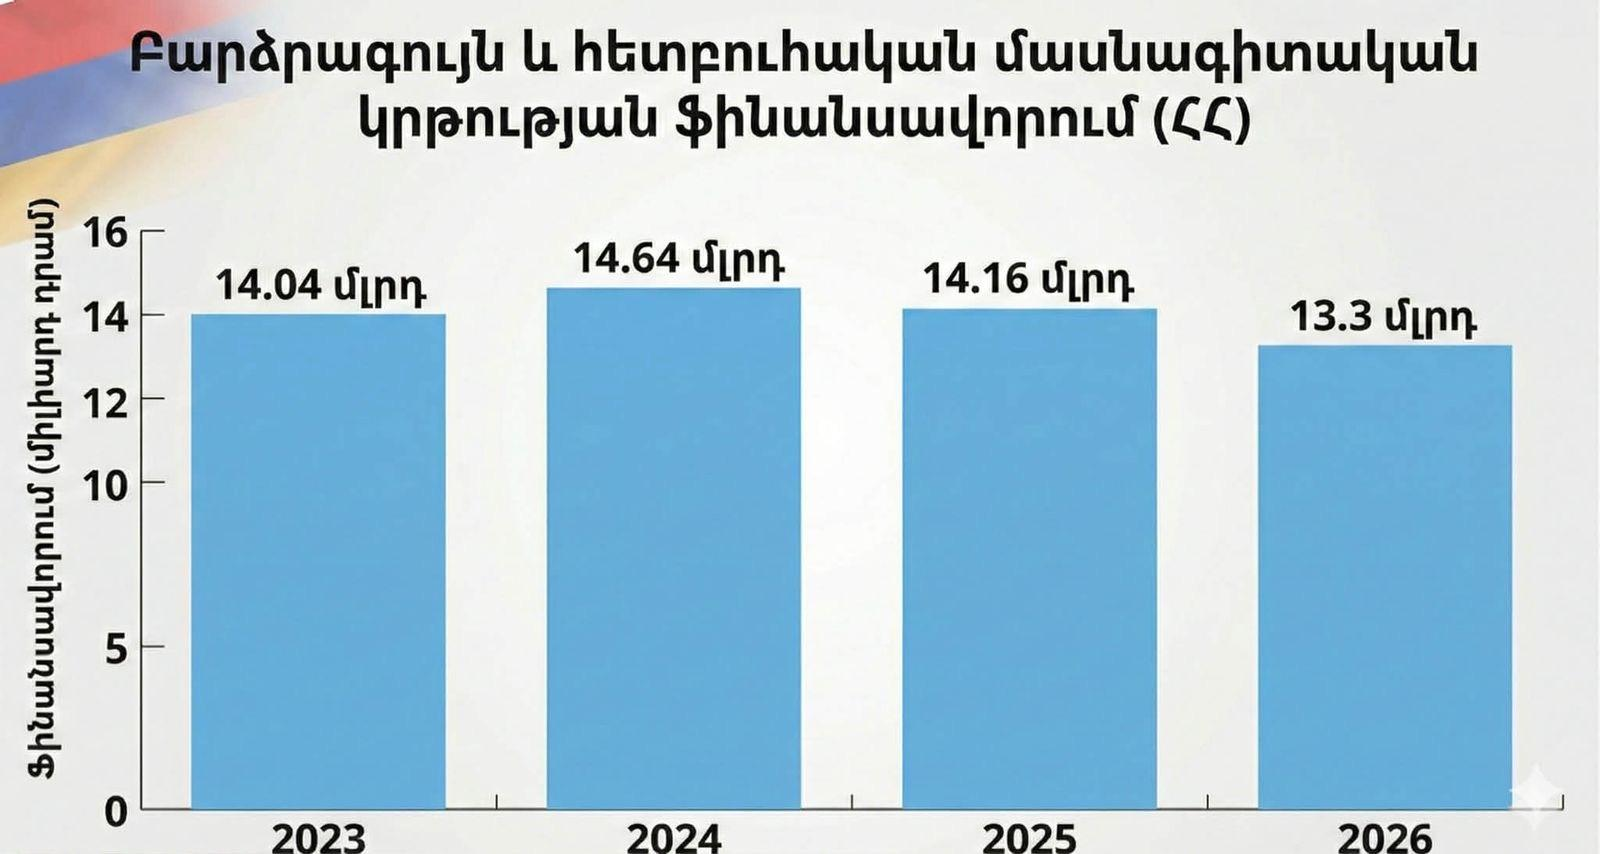 Բարձրագույն և հետբուհական մասնագիտական
կրթության ֆինանսավորում (ՀՀ)
Ֆինանսավորում (միլիարդ դրամ)
16
14
12
10
5
0
14.04 մլրդ
14.64 մլրդ
14.16 մլրդ
13.3 մլրդ
2023
2024
2025
2026